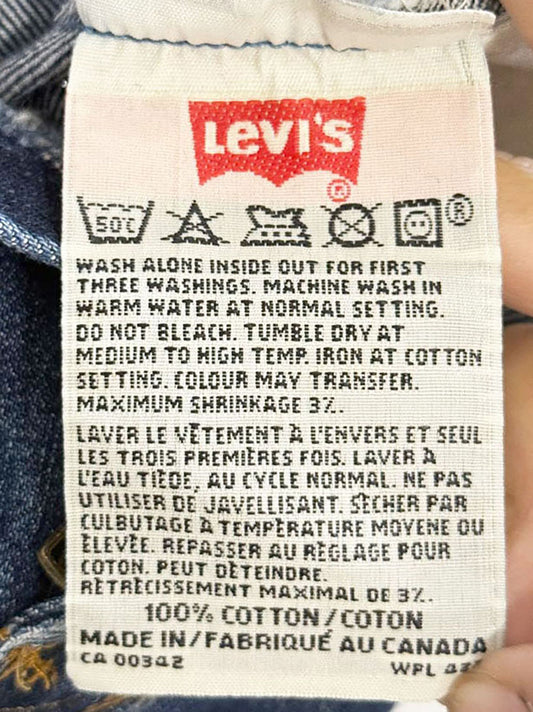 LEVI'S
®
50C
®
WASH ALONE INSIDE OUT FOR FIRST
THREE WASHINGS. MACHINE WASH IN
WARM WATER AT NORMAL SETTING.
DO NOT BLEACH. TUMBLE DRY AT
MEDIUM TO HIGH TEMP. IRON AT COTTON
SETTING. COLOUR MAY TRANSFER.
MAXIMUM SHRINKAGE 3%.
LAVER LE VÊTEMENT À L'ENVERS ET SEUL
LES TROIS PREMIÈRES FOIS. LAVER À
L'EAU TIÈDE, AU CYCLE NORMAL. NE PAS
UTILISER DE JAVELLISANT. SÉCHER PAR
CULBUTAGE À TEMPÉRATURE MOYENE OU
ÉLEVÉE. REPASSER AU RÉGLAGE POUR
COTON. PEUT DÉTEINDRE.
RÉTRÉCISSEMENT MAXIMAL DE 3%.
100% COTTON/COTON
MADE IN/FABRIQUÉ AU CANADA
CA 00342 WPL